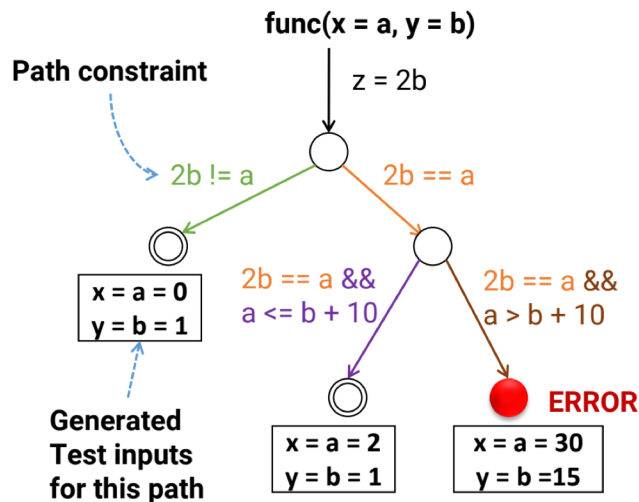 func(x = a, y = b)
Path constraint
z = 2b
2b != a
2b == a
x = a = 0
y = b = 1
2b == a &&
a <= b + 10
2b == a &&
a > b + 10
Generated
Test inputs
for this path
ERROR
x = a = 2
y = b = 1
x = a = 30
y = b =15